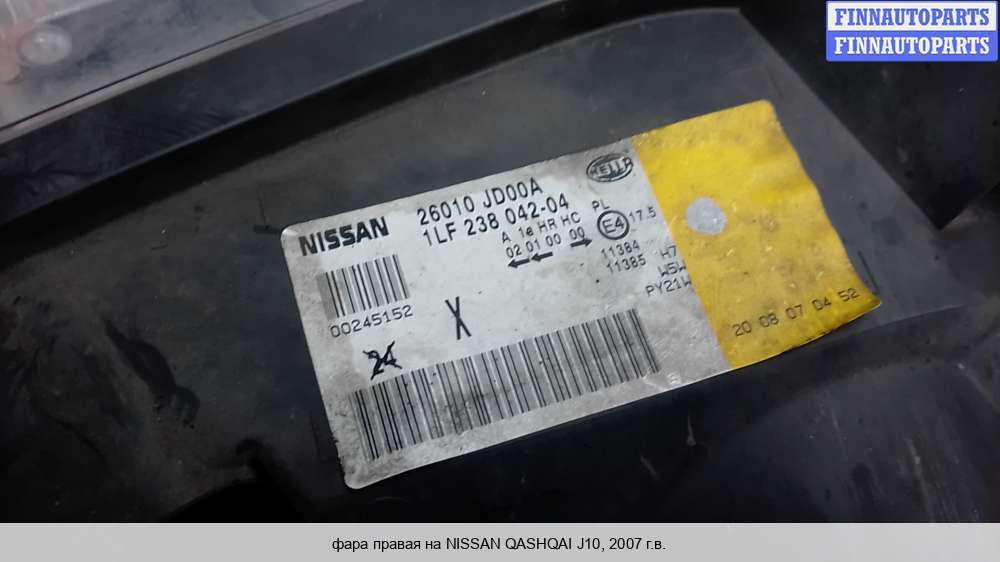 FINNAUTOPARTS
FINNAUTOPARTS
HELLA
NISSAN 26010 JD00A
1LF 238 042-04
A 1a HR HC PL
02 01 00 00 E4 17.5
11384 H7
11385 W5W
PY21W
00245152
X
24
20 08 07 04 52
фара правая на NISSAN QASHQAI J10, 2007 г.в.